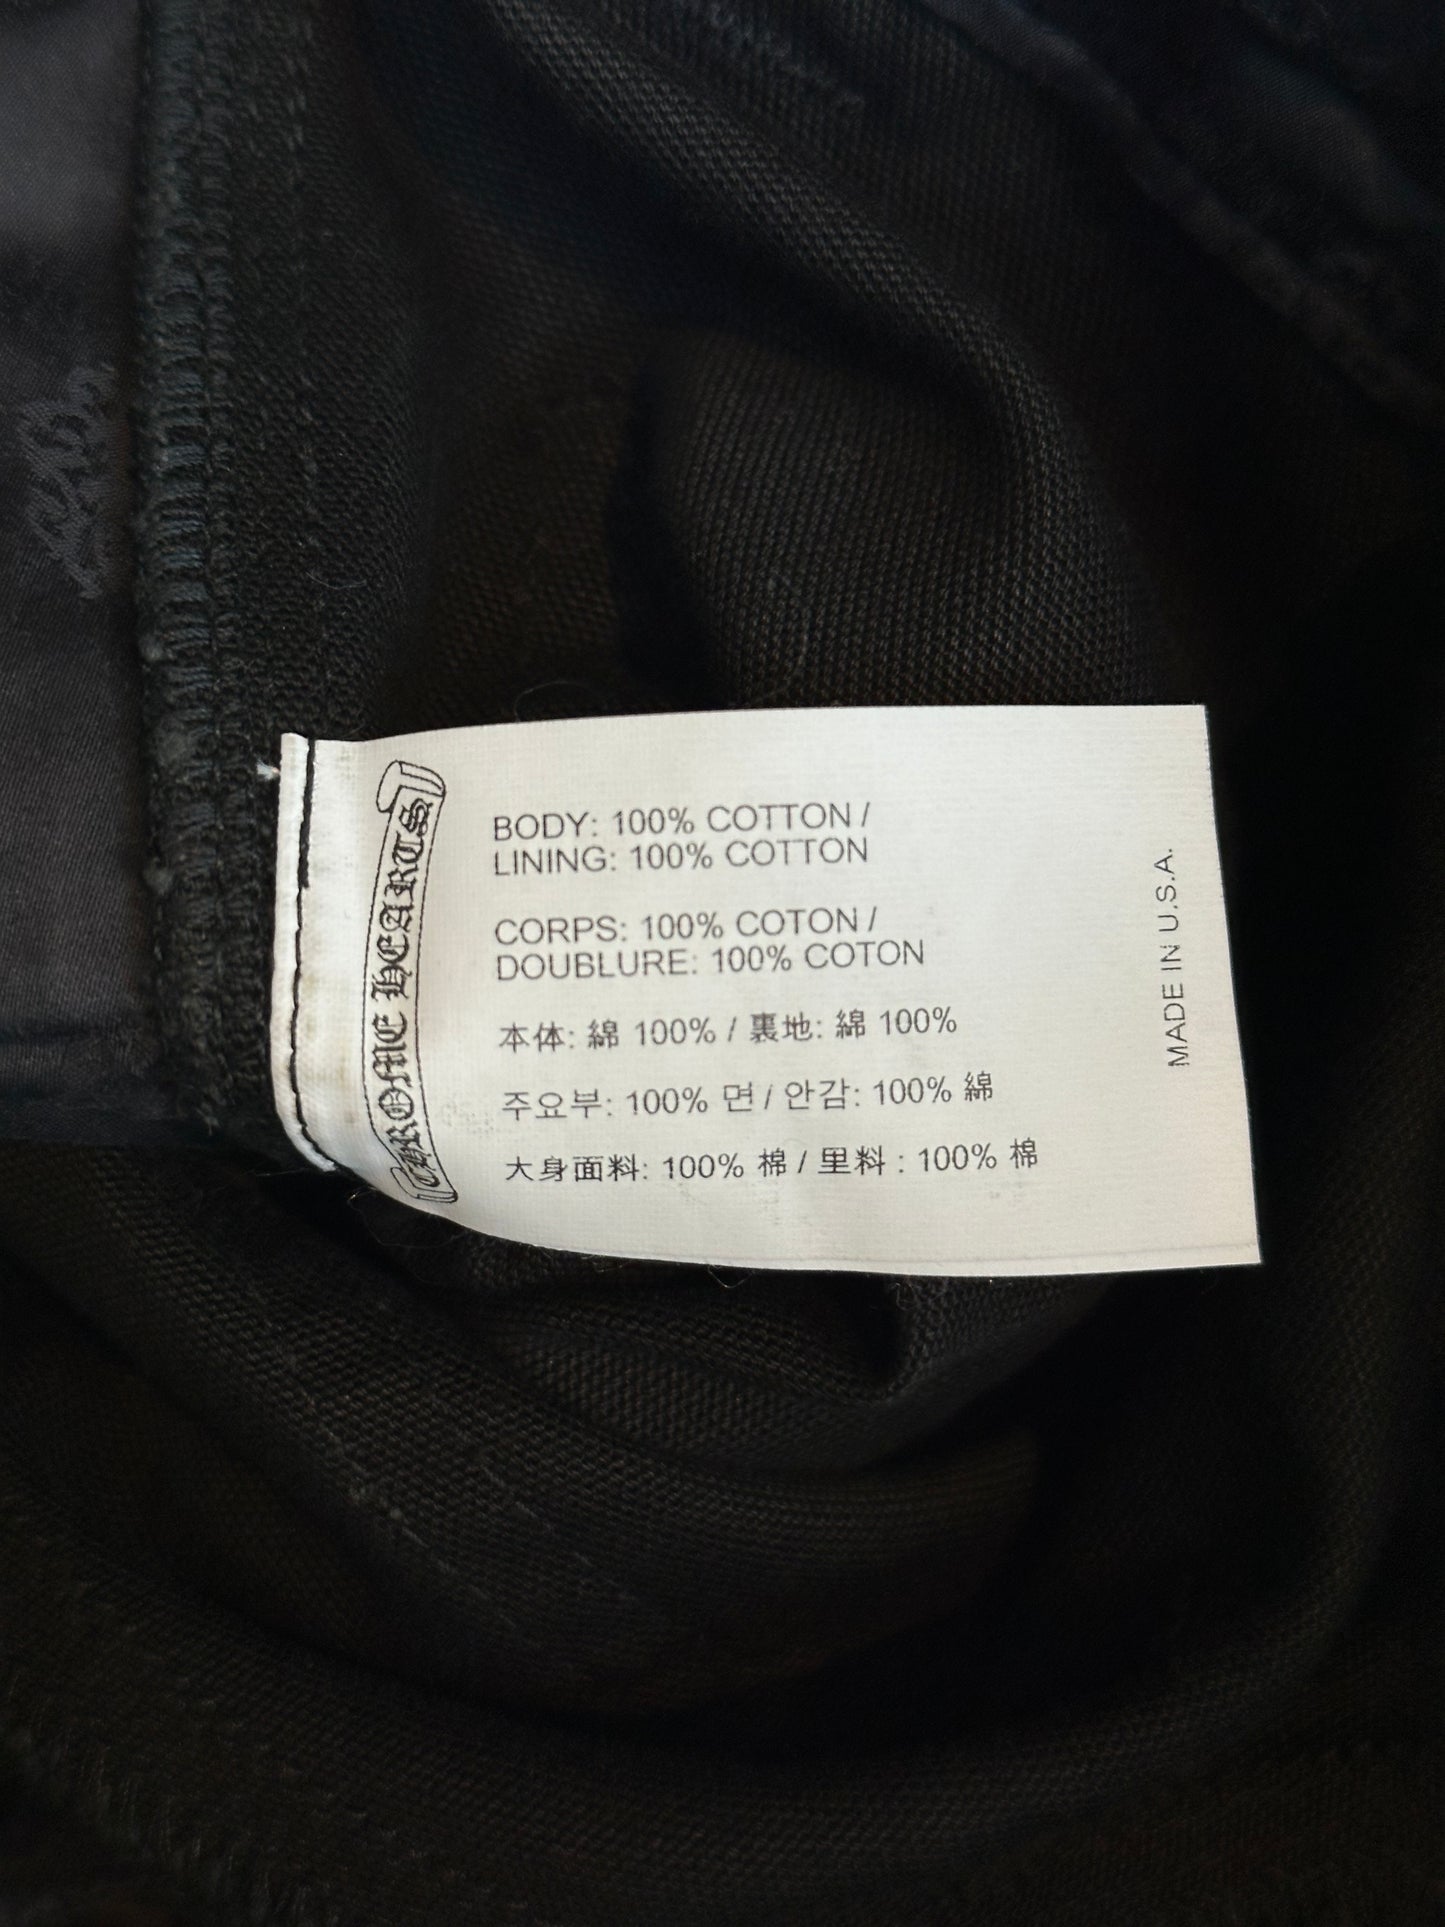 CHROME HEARTS
BODY: 100% COTTON /
LINING: 100% COTTON
CORPS: 100% COTON /
DOUBLURE: 100% COTON
本体: 綿 100% / 裏地: 綿 100%
주요부: 100% 면 / 안감: 100% 綿
大身面料: 100% 棉 / 里料 : 100% 棉
MADE IN U.S.A.